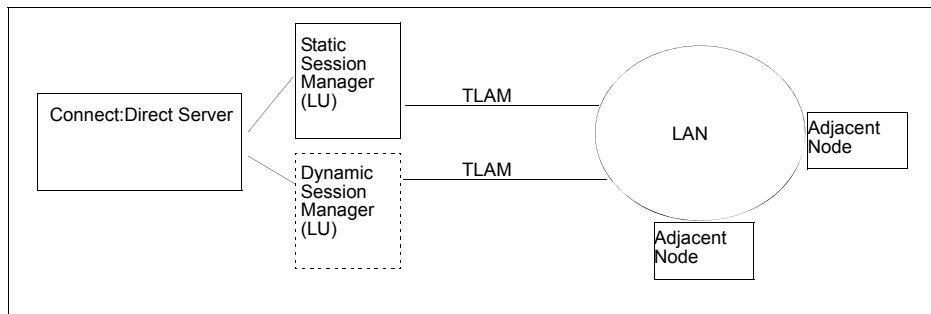 Static
Session
Manager
(LU)
TLAM
Connect:Direct Server
LAN
Adjacent
Node
Dynamic
Session
Manager
(LU)
TLAM
Adjacent
Node